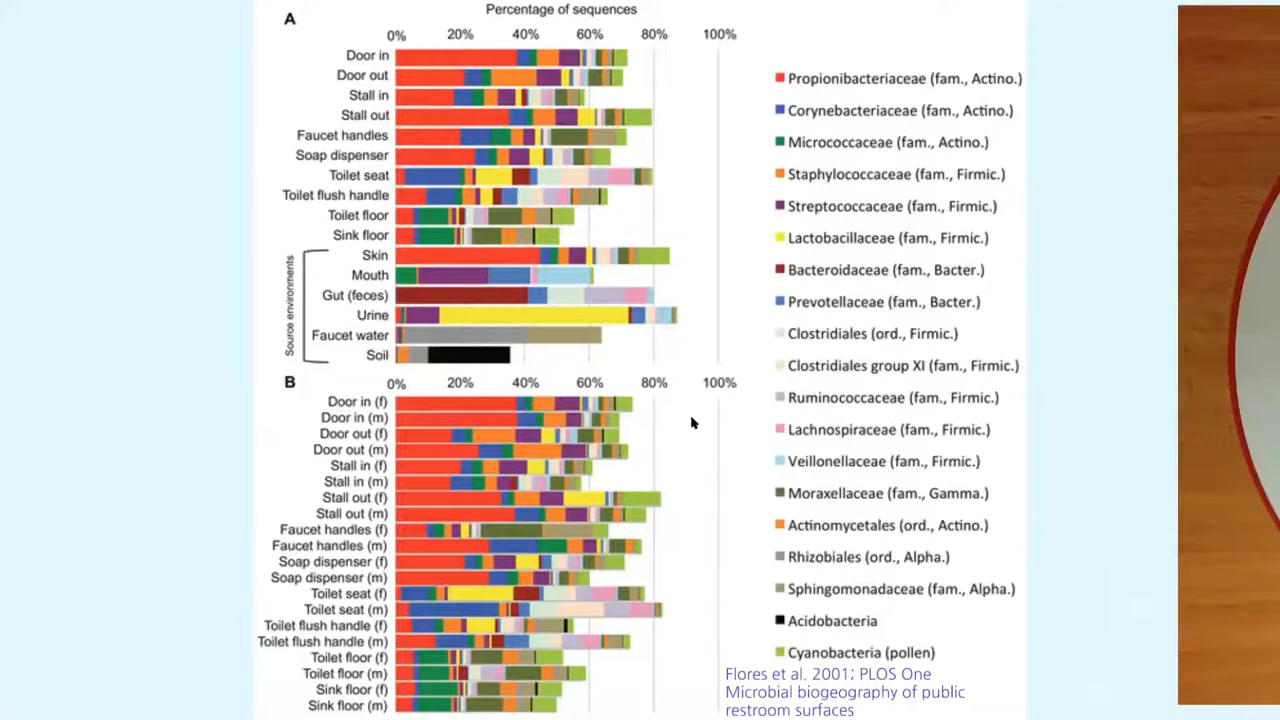 Percentage of sequences
A
0% 20% 40% 60% 80% 100%
Door in
Door out
Stall in
Stall out
Faucet handles
Soap dispenser
Toilet seat
Toilet flush handle
Toilet floor
Sink floor
Source environments
Skin
Mouth
Gut (feces)
Urine
Faucet water
Soil
B
0% 20% 40% 60% 80% 100%
Door in (f)
Door in (m)
Door out (f)
Door out (m)
Stall in (f)
Stall in (m)
Stall out (f)
Stall out (m)
Faucet handles (f)
Faucet handles (m)
Soap dispenser (f)
Soap dispenser (m)
Toilet seat (f)
Toilet seat (m)
Toilet flush handle (f)
Toilet flush handle (m)
Toilet floor (f)
Toilet floor (m)
Sink floor (f)
Sink floor (m)
Propionibacteriaceae (fam., Actino.)
Corynebacteriaceae (fam., Actino.)
Micrococcaceae (fam., Actino.)
Staphylococcaceae (fam., Firmic.)
Streptococcaceae (fam., Firmic.)
Lactobacillaceae (fam., Firmic.)
Bacteroidaceae (fam., Bacter.)
Prevotellaceae (fam., Bacter.)
Clostridiales (ord., Firmic.)
Clostridiales group XI (fam., Firmic.)
Ruminococcaceae (fam., Firmic.)
Lachnospiraceae (fam., Firmic.)
Veillonellaceae (fam., Firmic.)
Moraxellaceae (fam., Gamma.)
Actinomycetales (ord., Actino.)
Rhizobiales (ord., Alpha.)
Sphingomonadaceae (fam., Alpha.)
Acidobacteria
Cyanobacteria (pollen)
Flores et al. 2001; PLOS One
Microbial biogeography of public
restroom surfaces